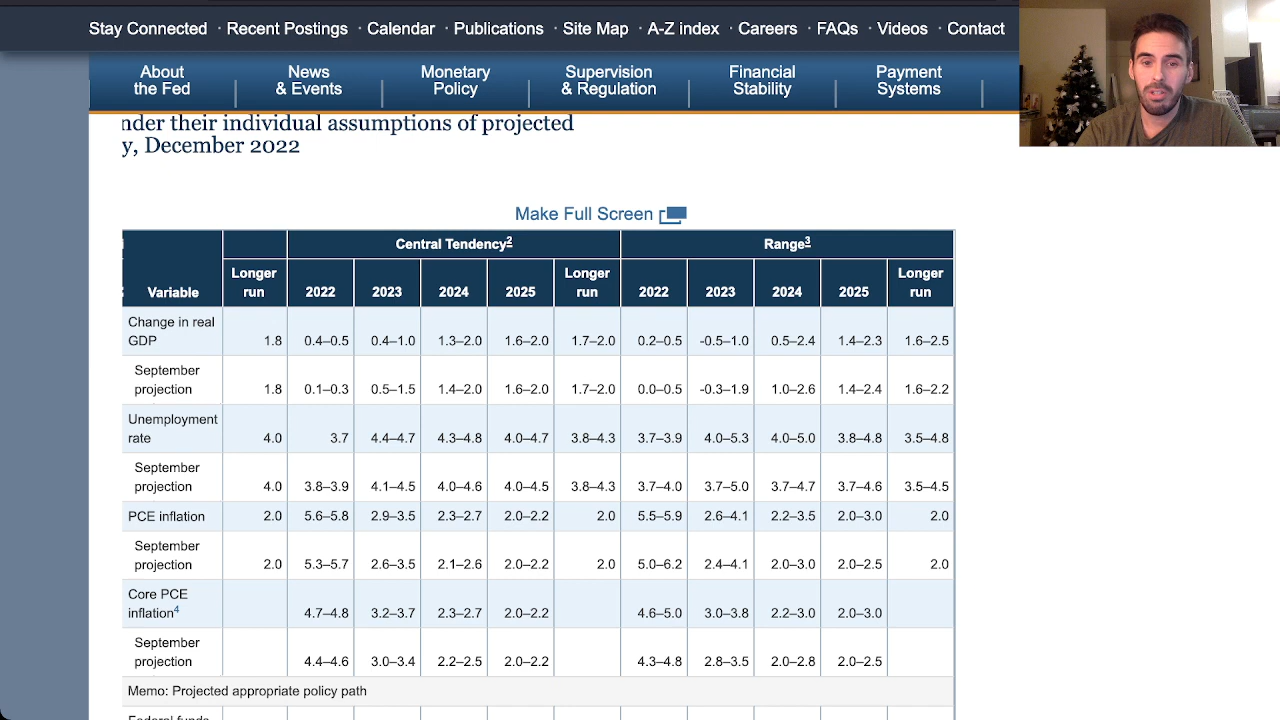 Stay Connected · Recent Postings · Calendar · Publications · Site Map · A-Z index · Careers · FAQs · Videos · Contact
About the Fed | News & Events | Monetary Policy | Supervision & Regulation | Financial Stability | Payment Systems
nder their individual assumptions of projected
y, December 2022
Make Full Screen
Central Tendency2 Range3
Variable Longer run 2022 2023 2024 2025 Longer run 2022 2023 2024 2025 Longer run
Change in real GDP 1.8 0.4–0.5 0.4–1.0 1.3–2.0 1.6–2.0 1.7–2.0 0.2–0.5 -0.5–1.0 0.5–2.4 1.4–2.3 1.6–2.5
September projection 1.8 0.1–0.3 0.5–1.5 1.4–2.0 1.6–2.0 1.7–2.0 0.0–0.5 -0.3–1.9 1.0–2.6 1.4–2.4 1.6–2.2
Unemployment rate 4.0 3.7 4.4–4.7 4.3–4.8 4.0–4.7 3.8–4.3 3.7–3.9 4.0–5.3 4.0–5.0 3.8–4.8 3.5–4.8
September projection 4.0 3.8–3.9 4.1–4.5 4.0–4.6 4.0–4.5 3.8–4.3 3.7–4.0 3.7–5.0 3.7–4.7 3.7–4.6 3.5–4.5
PCE inflation 2.0 5.6–5.8 2.9–3.5 2.3–2.7 2.0–2.2 2.0 5.5–5.9 2.6–4.1 2.2–3.5 2.0–3.0 2.0
September projection 2.0 5.3–5.7 2.6–3.5 2.1–2.6 2.0–2.2 2.0 5.0–6.2 2.4–4.1 2.0–3.0 2.0–2.5 2.0
Core PCE inflation4 4.7–4.8 3.2–3.7 2.3–2.7 2.0–2.2 4.6–5.0 3.0–3.8 2.2–3.0 2.0–3.0
September projection 4.4–4.6 3.0–3.4 2.2–2.5 2.0–2.2 4.3–4.8 2.8–3.5 2.0–2.8 2.0–2.5
Memo: Projected appropriate policy path
Federal funds